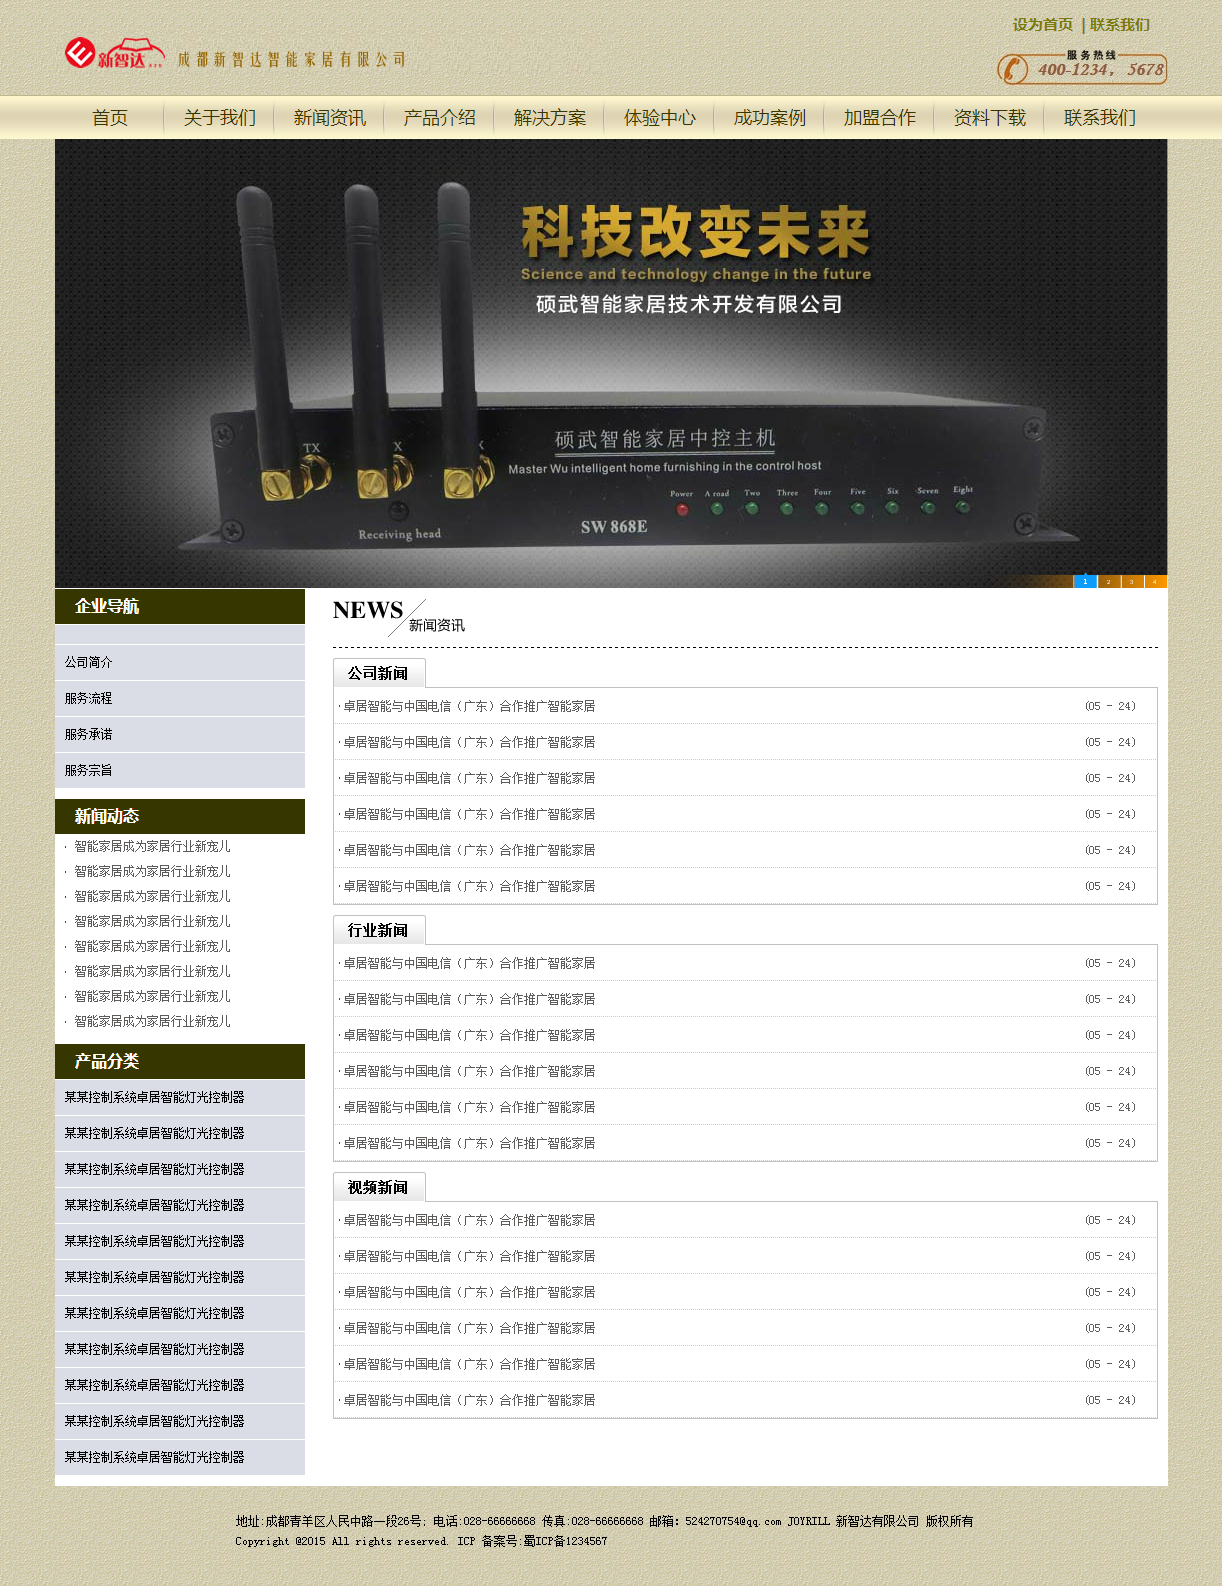 设为首页 | 联系我们
新智达... 成都新智达智能家居有限公司
服务热线
400-1234, 5678
首页 关于我们 新闻资讯 产品介绍 解决方案 体验中心 成功案例 加盟合作 资料下载 联系我们
科技改变未来
Science and technology change in the future
硕武智能家居技术开发有限公司
硕武智能家居中控主机
Master Wu intelligent home furnishing in the control host
TX X
Power A road Two Three Four Five Six Seven Eight
Receiving head
SW 868E
1 2 3 4
企业导航
公司简介
服务流程
服务承诺
服务宗旨
新闻动态
· 智能家居成为家居行业新宠儿
· 智能家居成为家居行业新宠儿
· 智能家居成为家居行业新宠儿
· 智能家居成为家居行业新宠儿
· 智能家居成为家居行业新宠儿
· 智能家居成为家居行业新宠儿
· 智能家居成为家居行业新宠儿
· 智能家居成为家居行业新宠儿
产品分类
某某控制系统卓居智能灯光控制器
某某控制系统卓居智能灯光控制器
某某控制系统卓居智能灯光控制器
某某控制系统卓居智能灯光控制器
某某控制系统卓居智能灯光控制器
某某控制系统卓居智能灯光控制器
某某控制系统卓居智能灯光控制器
某某控制系统卓居智能灯光控制器
某某控制系统卓居智能灯光控制器
某某控制系统卓居智能灯光控制器
某某控制系统卓居智能灯光控制器
NEWS 新闻资讯
公司新闻
·卓居智能与中国电信（广东）合作推广智能家居 (05 - 24)
·卓居智能与中国电信（广东）合作推广智能家居 (05 - 24)
·卓居智能与中国电信（广东）合作推广智能家居 (05 - 24)
·卓居智能与中国电信（广东）合作推广智能家居 (05 - 24)
·卓居智能与中国电信（广东）合作推广智能家居 (05 - 24)
·卓居智能与中国电信（广东）合作推广智能家居 (05 - 24)
行业新闻
·卓居智能与中国电信（广东）合作推广智能家居 (05 - 24)
·卓居智能与中国电信（广东）合作推广智能家居 (05 - 24)
·卓居智能与中国电信（广东）合作推广智能家居 (05 - 24)
·卓居智能与中国电信（广东）合作推广智能家居 (05 - 24)
·卓居智能与中国电信（广东）合作推广智能家居 (05 - 24)
·卓居智能与中国电信（广东）合作推广智能家居 (05 - 24)
视频新闻
·卓居智能与中国电信（广东）合作推广智能家居 (05 - 24)
·卓居智能与中国电信（广东）合作推广智能家居 (05 - 24)
·卓居智能与中国电信（广东）合作推广智能家居 (05 - 24)
·卓居智能与中国电信（广东）合作推广智能家居 (05 - 24)
·卓居智能与中国电信（广东）合作推广智能家居 (05 - 24)
·卓居智能与中国电信（广东）合作推广智能家居 (05 - 24)
地址:成都青羊区人民中路一段26号; 电话:028-66666668 传真:028-66666668 邮箱: 524270754@qq.com JOYRILL 新智达有限公司 版权所有
Copyright @2015 All rights reserved. ICP 备案号:蜀ICP备1234567